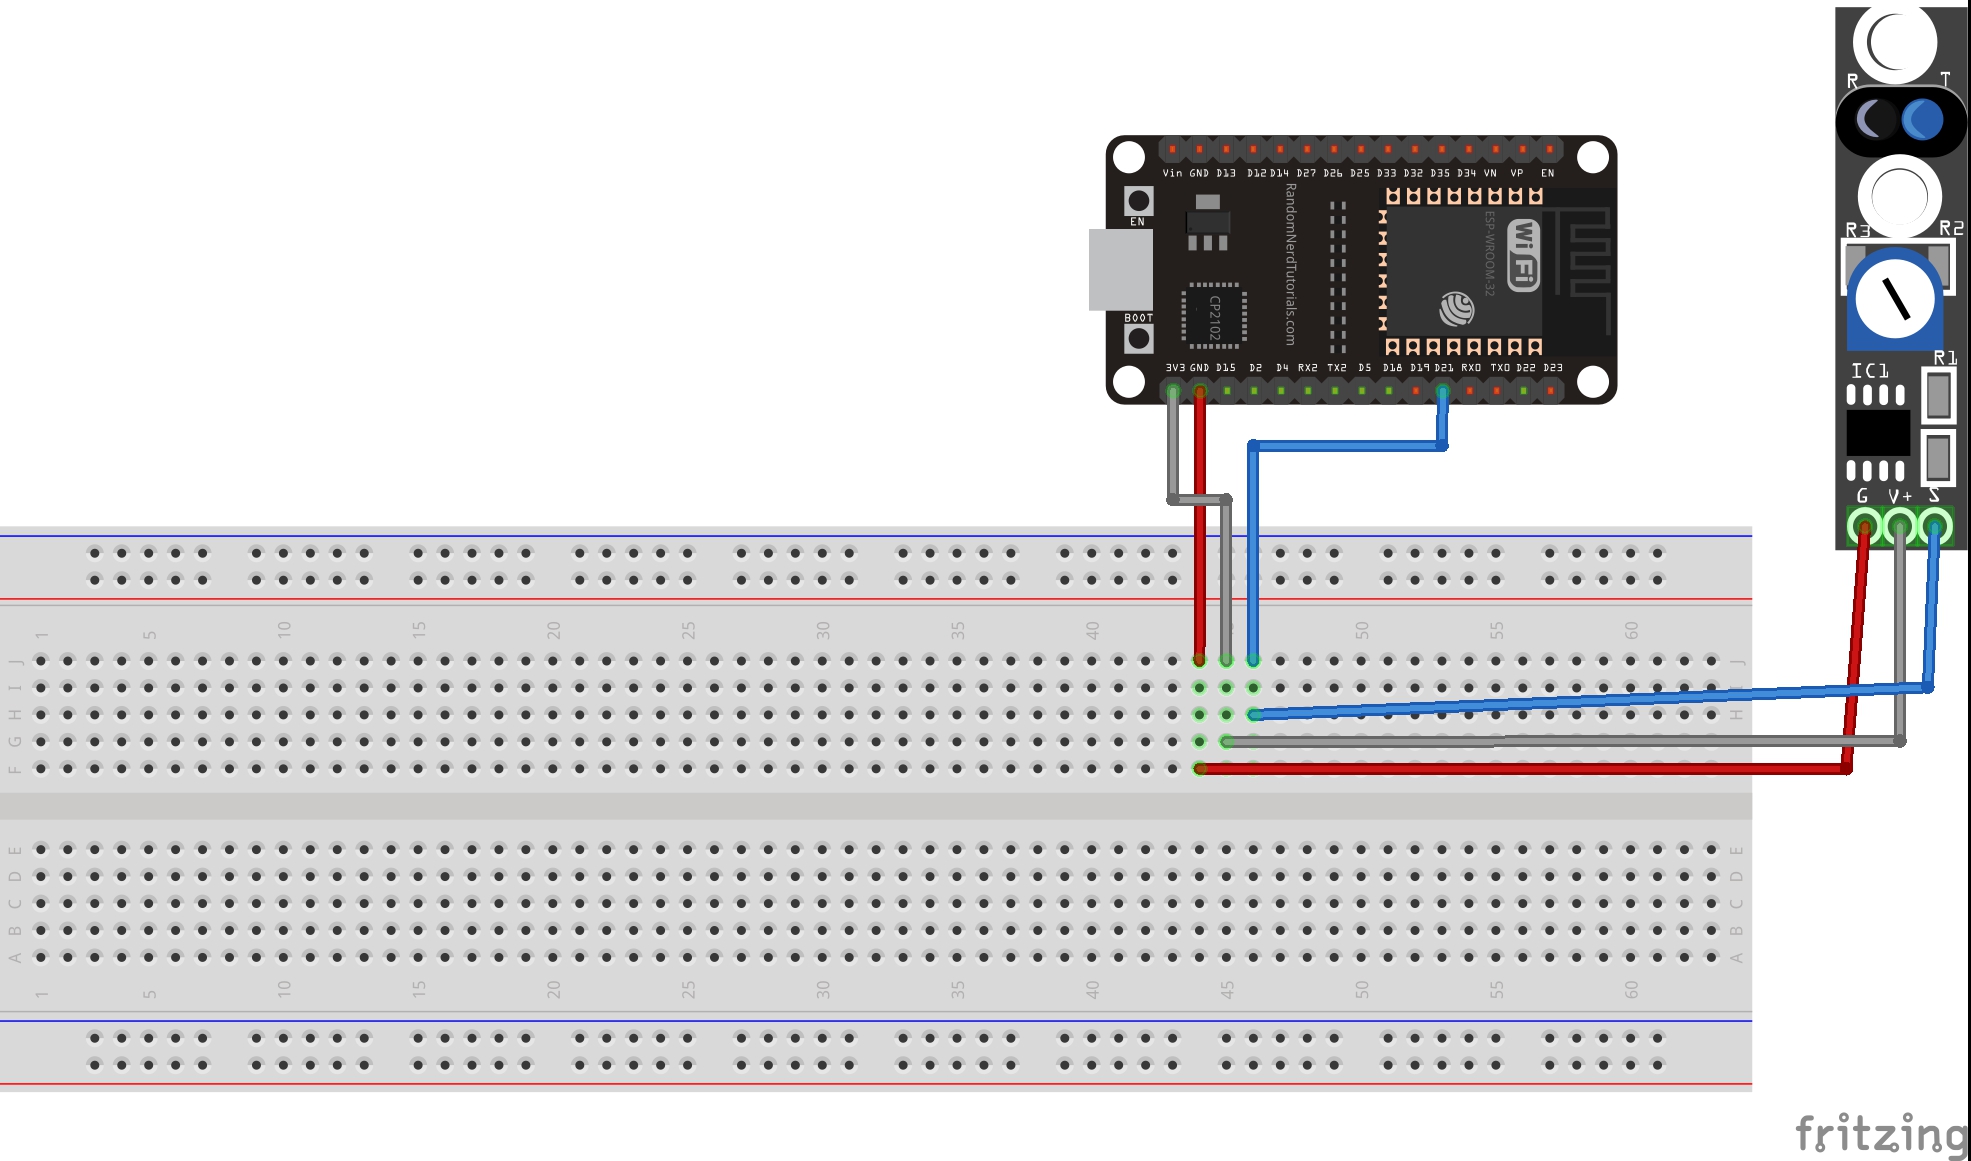 R T
Vin GND D13 D12 D14 D27 D26 D25 D33 D32 D35 D34 VN VP EN
EN
RandomNerdTutorials.com
ESP-WROOM-32
WiFi
CP2102
BOOT
3V3 GND D15 D2 D4 RX2 TX2 D5 D18 D19 D21 RX0 TX0 D22 D23
R3 R2
R1
IC1
G V+ S
1 5 10 15 20 25 30 35 40 50 55 60
J J
I
H H
G
F
E E
D D
C C
B B
A A
1 5 10 15 20 25 30 35 40 45 50 55 60
fritzing